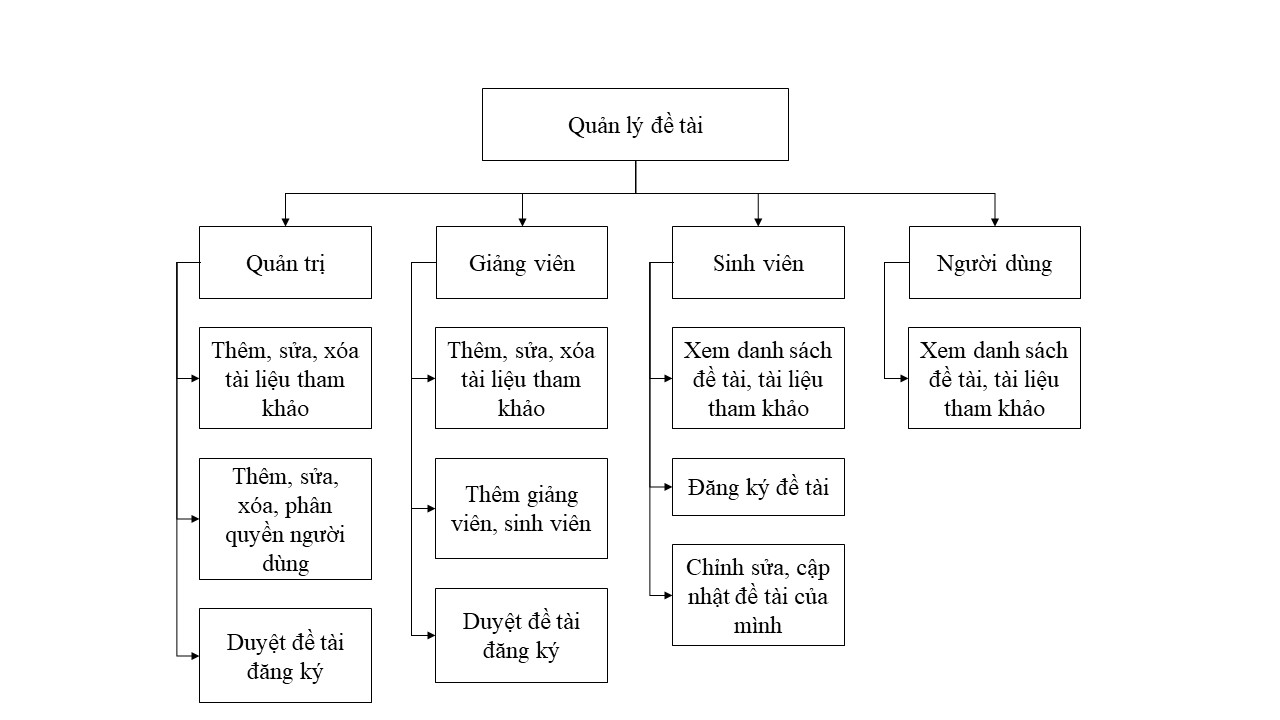 Quản lý đề tài
Quản trị
Giảng viên
Sinh viên
Người dùng
Thêm, sửa, xóa
tài liệu tham
khảo
Thêm, sửa, xóa
tài liệu tham
khảo
Xem danh sách
đề tài, tài liệu
tham khảo
Xem danh sách
đề tài, tài liệu
tham khảo
Thêm, sửa,
xóa, phân
quyền người
dùng
Thêm giảng
viên, sinh viên
Đăng ký đề tài
Duyệt đề tài
đăng ký
Duyệt đề tài
đăng ký
Chỉnh sửa, cập
nhật đề tài của
mình